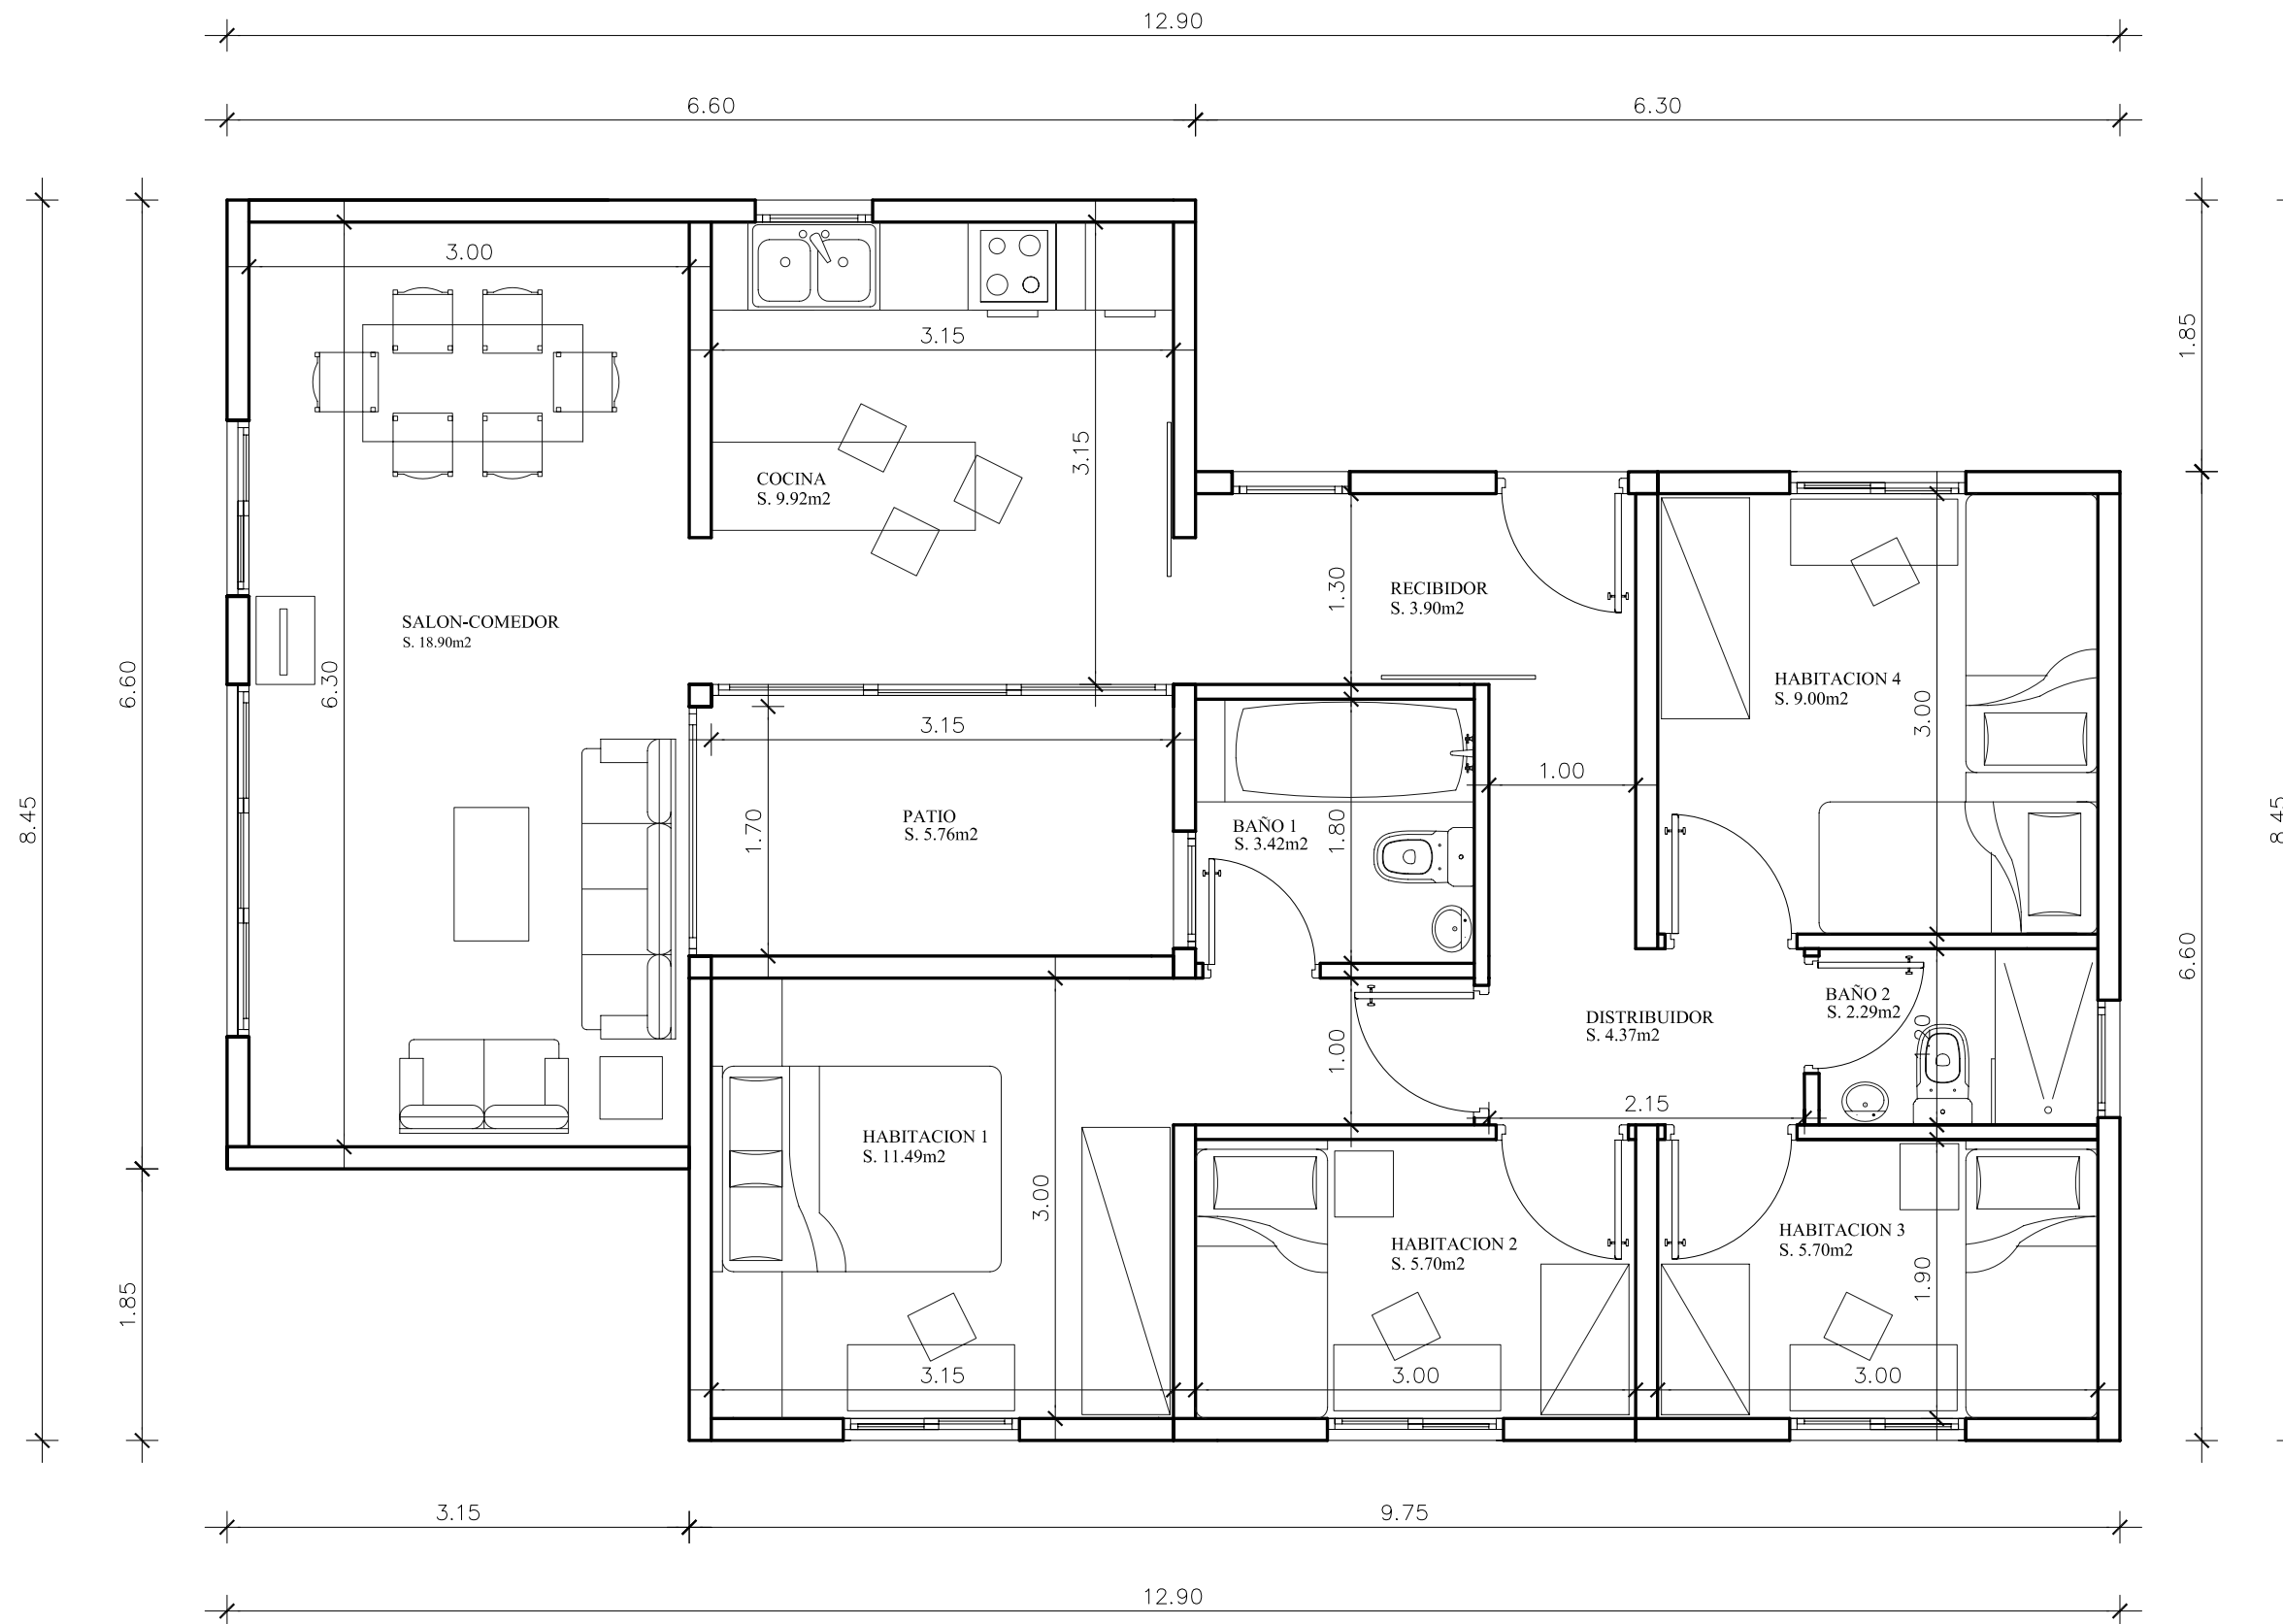 12.90
6.60
6.30
3.00
3.15
1.85
3.15
COCINA
S. 9.92m2
1.30
RECIBIDOR
S. 3.90m2
SALON-COMEDOR
S. 18.90m2
6.30
6.60
HABITACION 4
S. 9.00m2
3.00
3.15
1.00
8.45
1.70
PATIO
S. 5.76m2
BAÑO 1
S. 3.42m2
1.80
8.45
6.60
BAÑO 2
S. 2.29m2
DISTRIBUIDOR
S. 4.37m2
1.00
2.15
HABITACION 1
S. 11.49m2
3.00
HABITACION 2
S. 5.70m2
HABITACION 3
S. 5.70m2
1.90
1.85
3.15
3.00
3.00
3.15
9.75
12.90